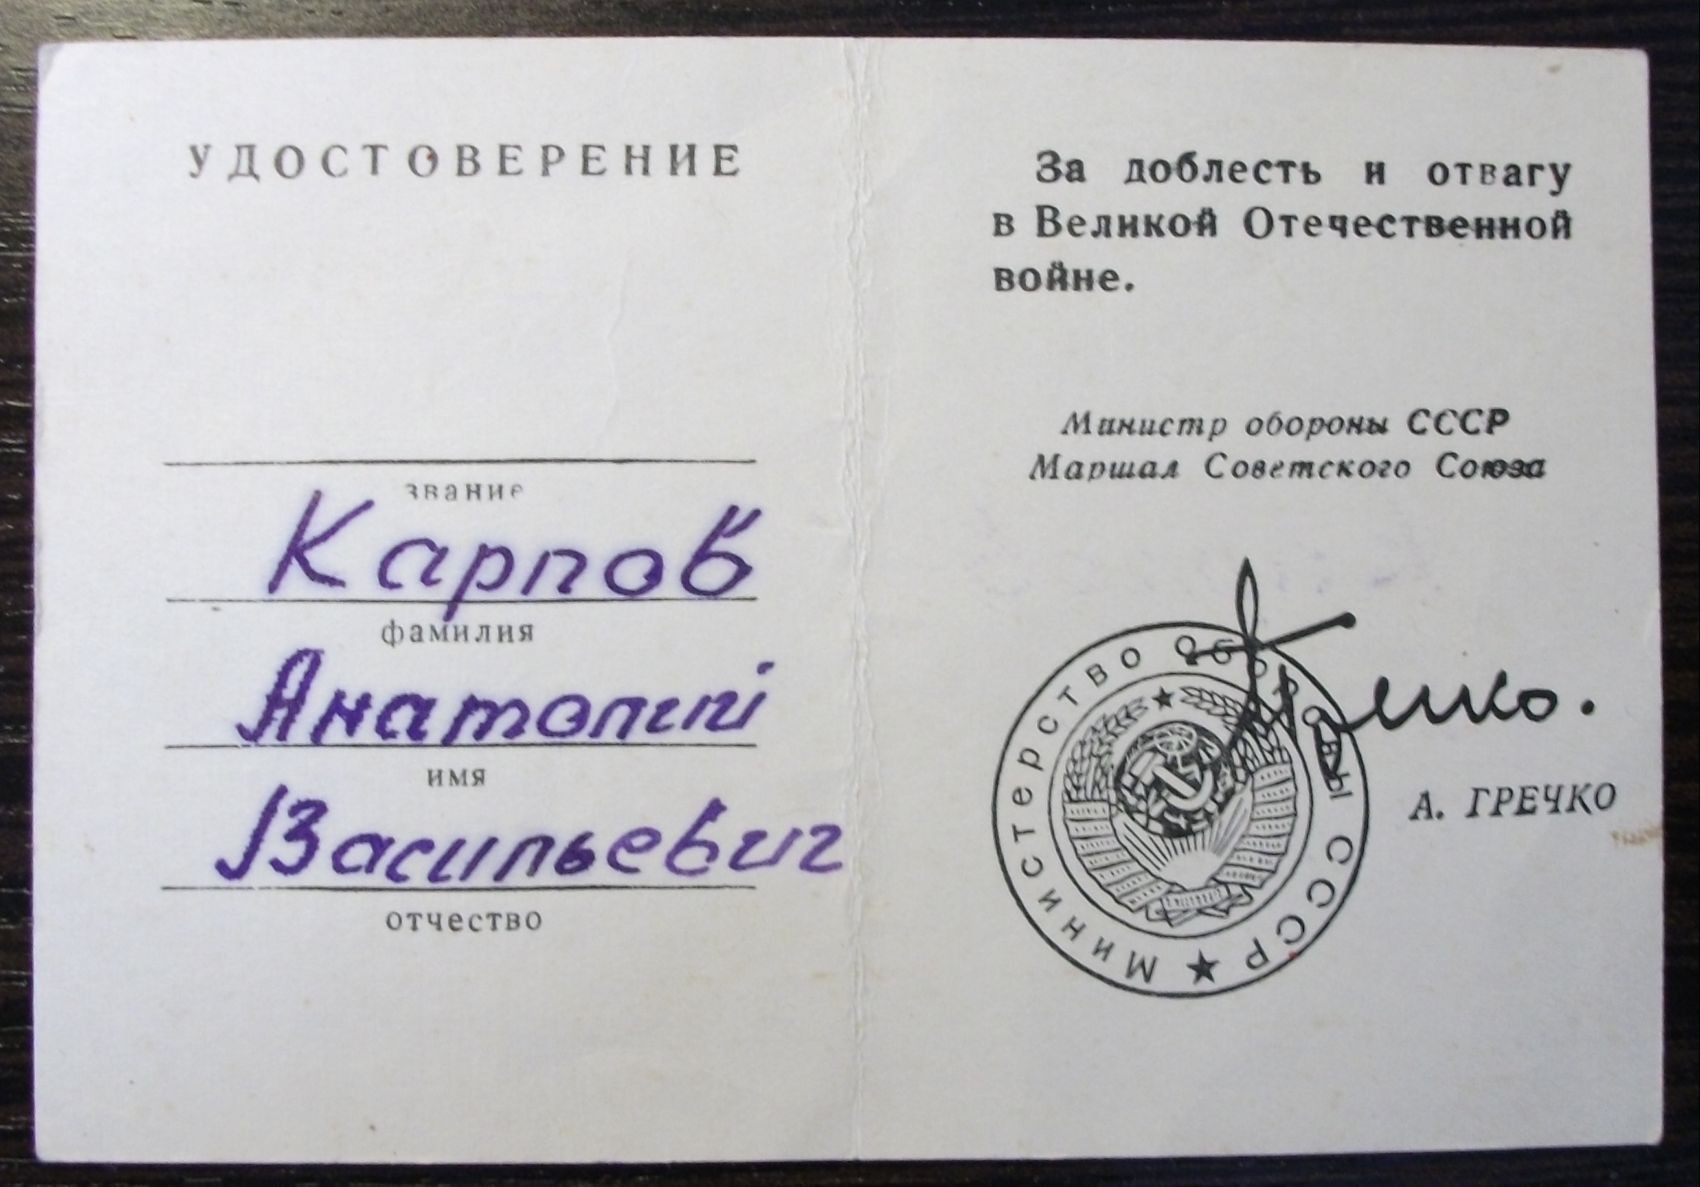 УДОСТОВЕРЕНИЕ
звание
Карпов
фамилия
Анатолий
имя
Васильевич
отчество
За доблесть и отвагу
в Великой Отечественной
войне.
Министр обороны СССР
Маршал Советского Союза
Гречко.
Министерство Обороны СССР
А. ГРЕЧКО